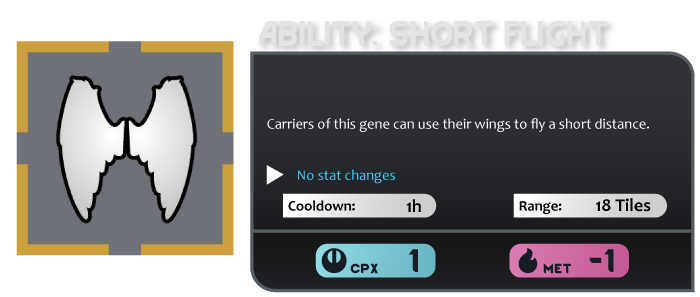 ABILITY: SHORT FLIGHT
Carriers of this gene can use their wings to fly a short distance.
No stat changes
Cooldown: 1h
Range: 18 Tiles
CPX 1
MET -1